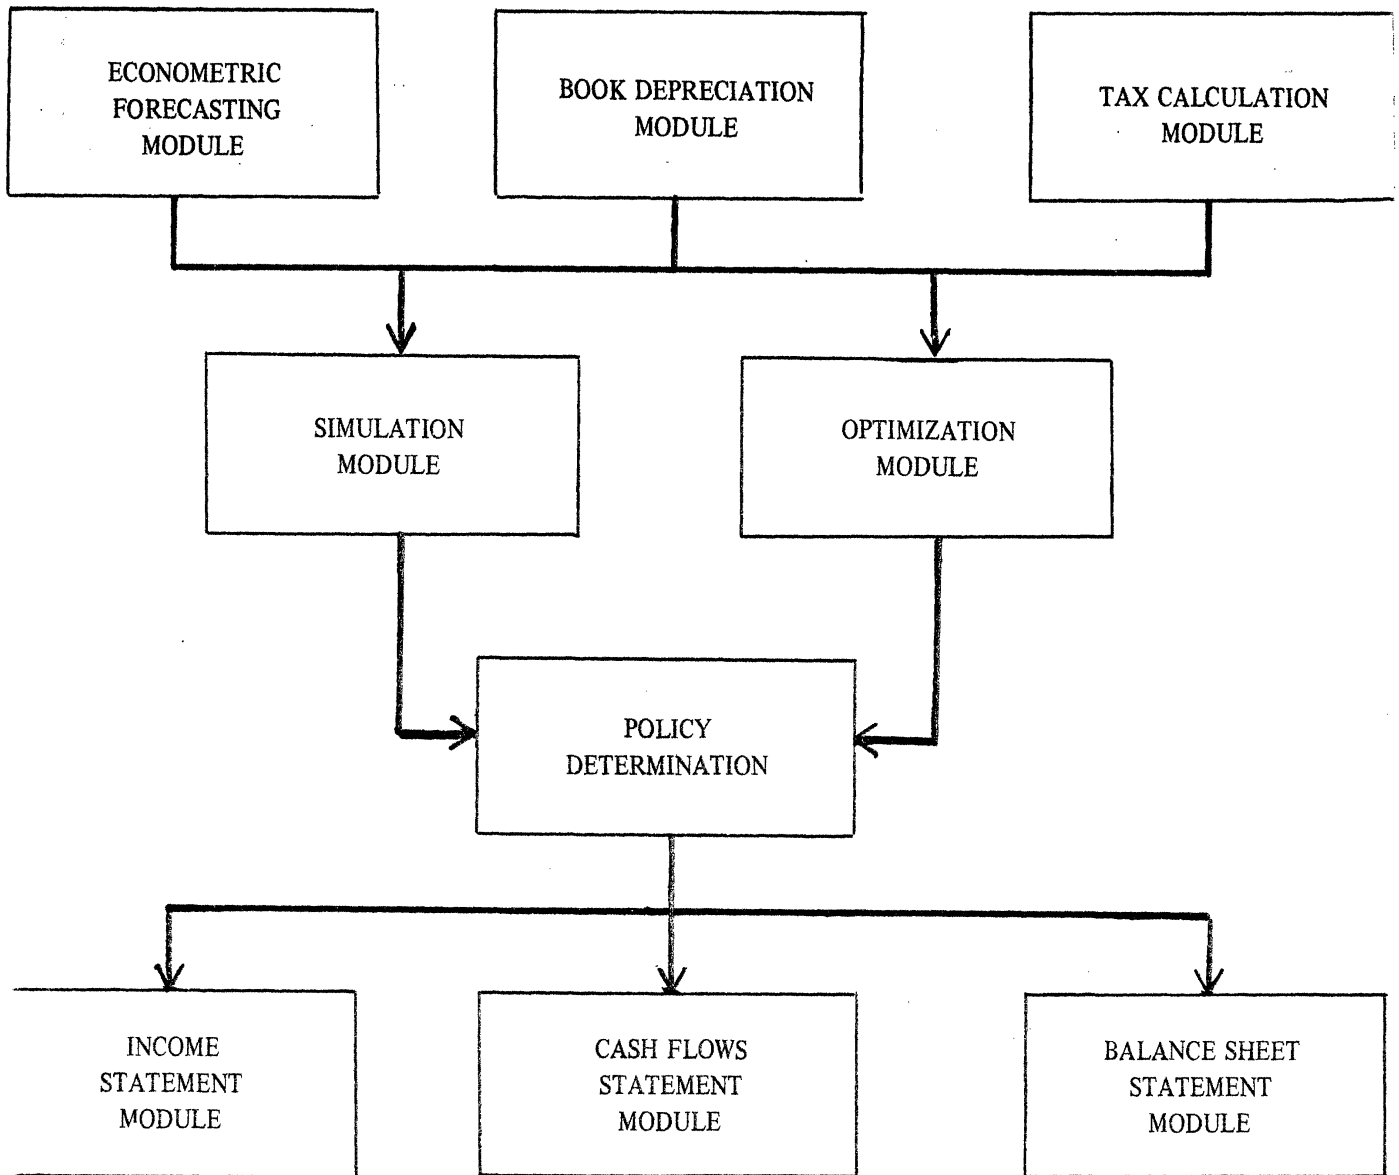 ECONOMETRIC
FORECASTING
MODULE
BOOK DEPRECIATION
MODULE
TAX CALCULATION
MODULE
SIMULATION
MODULE
OPTIMIZATION
MODULE
POLICY
DETERMINATION
INCOME
STATEMENT
MODULE
CASH FLOWS
STATEMENT
MODULE
BALANCE SHEET
STATEMENT
MODULE